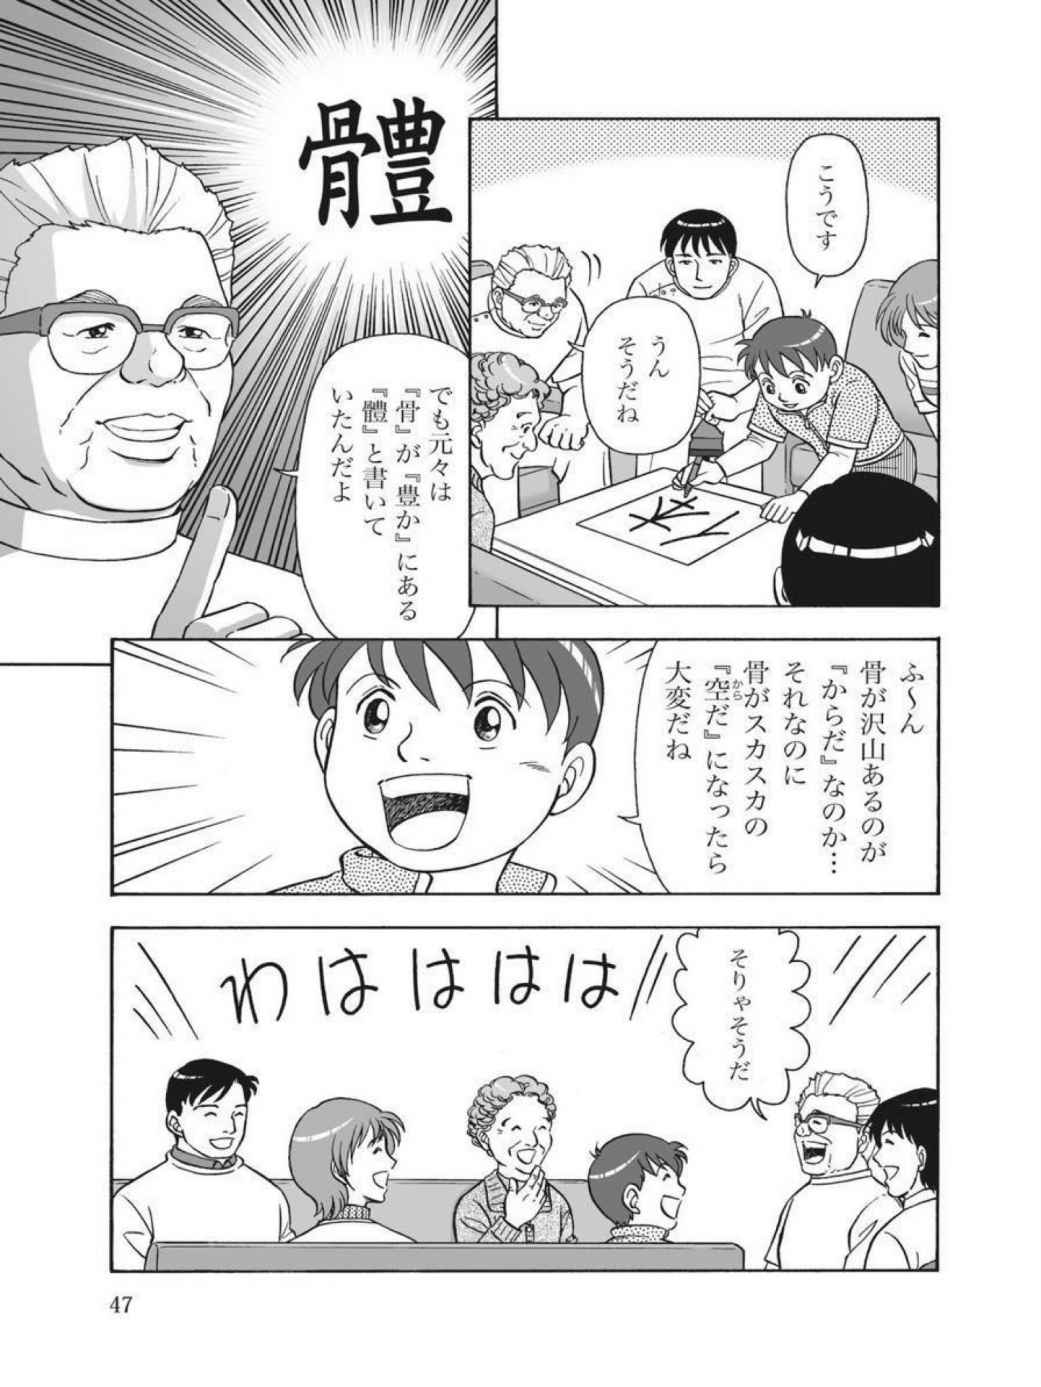 こうです
うん
そうだね
體
でも元々は
『骨』が『豊か』にある
『體』と書いて
いたんだよ
ふ〜ん
骨が沢山あるのが
『からだ』なのか…
それなのに
骨がスカスカの
『空だ』になったら
から
大変だね
そりゃそうだ
わははははは
47